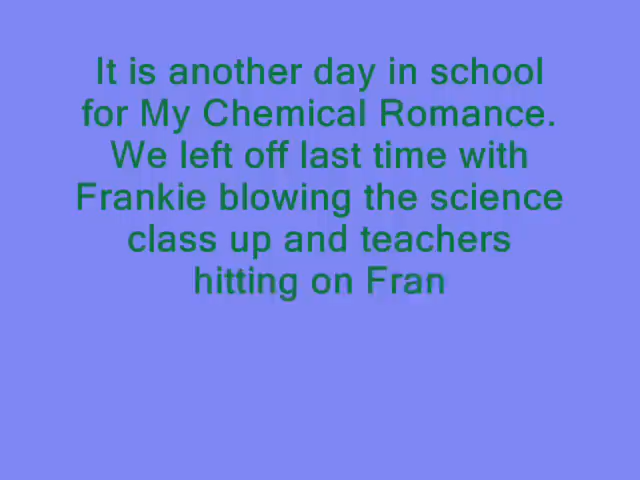 It is another day in school
for My Chemical Romance.
We left off last time with
Frankie blowing the science
class up and teachers
hitting on Fran